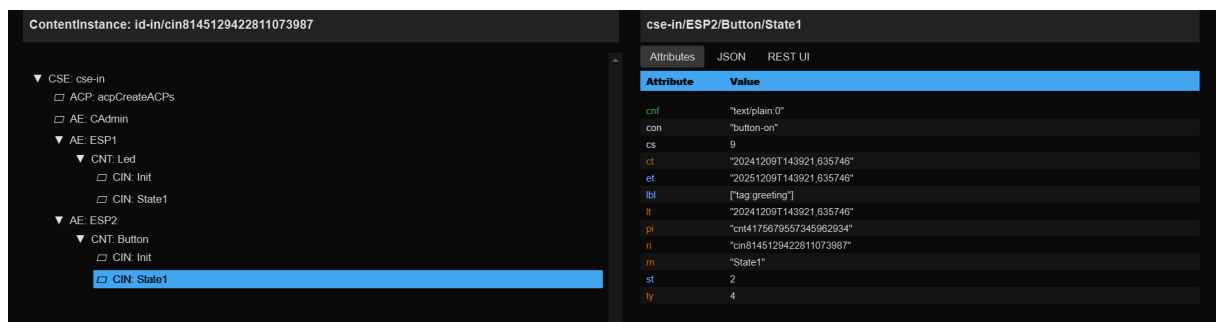 ContentInstance: id-in/cin8145129422811073987
▼ CSE: cse-in
ACP: acpCreateACPs
AE: CAdmin
▼ AE: ESP1
▼ CNT: Led
CIN: Init
CIN: State1
▼ AE: ESP2
▼ CNT: Button
CIN: Init
CIN: State1
cse-in/ESP2/Button/State1
Attributes JSON REST UI
Attribute Value
cnf "text/plain:0"
con "button-on"
cs 9
ct "20241209T143921,635746"
et "20251209T143921,635746"
lbl ["tag:greeting"]
lt "20241209T143921,635746"
pi "cnt4175679557345962934"
ri "cin8145129422811073987"
rn "State1"
st 2
ty 4